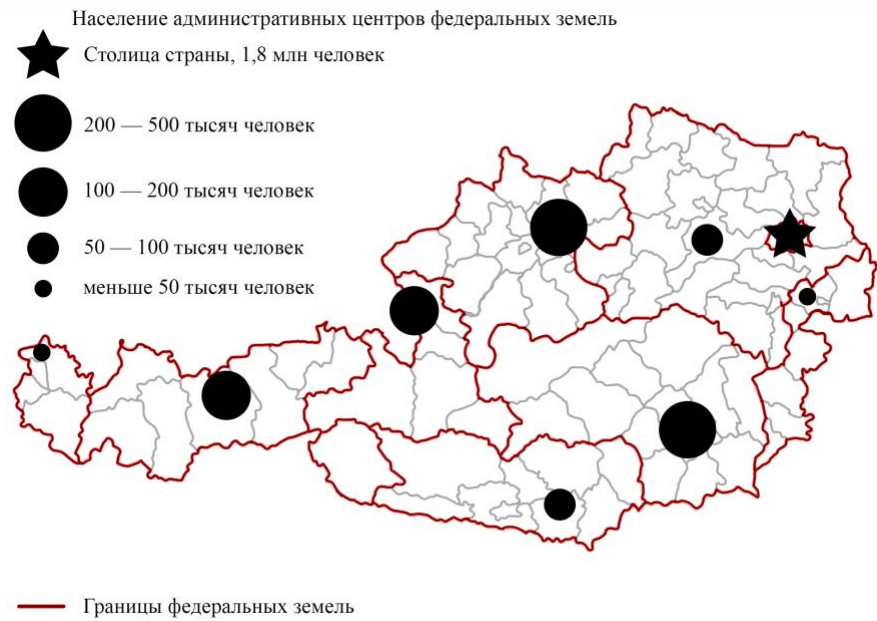 Население административных центров федеральных земель
Столица страны, 1,8 млн человек
200 — 500 тысяч человек
100 — 200 тысяч человек
50 — 100 тысяч человек
меньше 50 тысяч человек
Границы федеральных земель